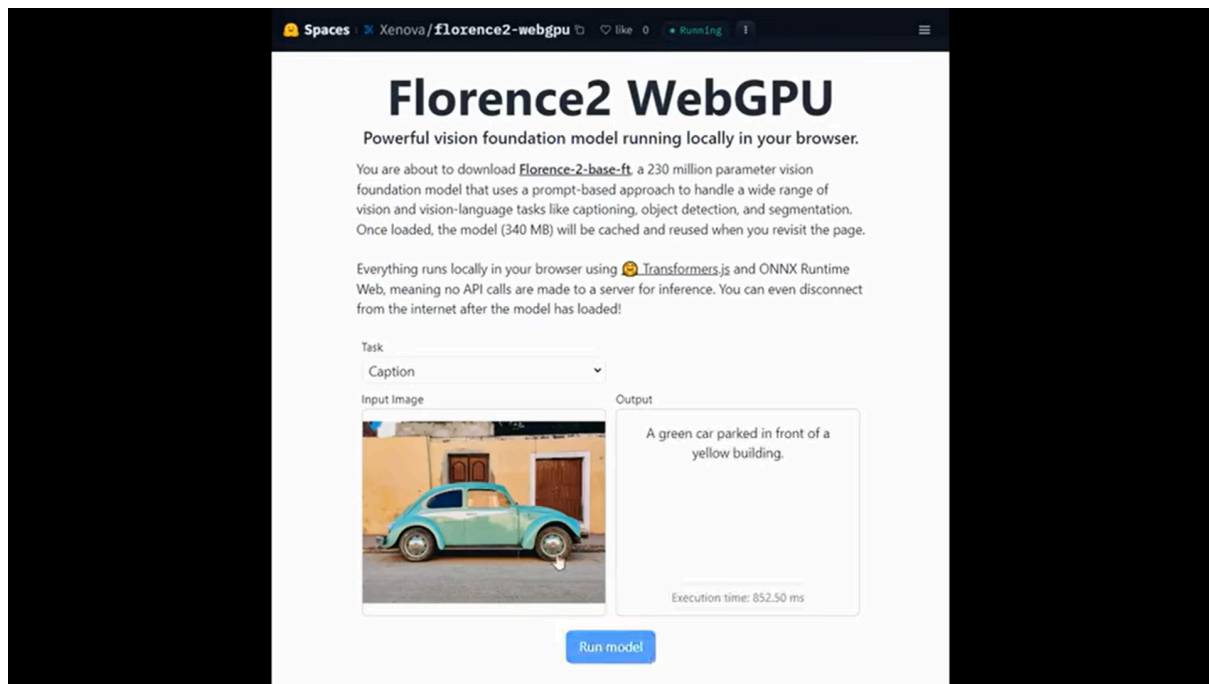 Spaces Xenova/florence2-webgpu like 0 Running
Florence2 WebGPU
Powerful vision foundation model running locally in your browser.
You are about to download Florence-2-base-ft, a 230 million parameter vision
foundation model that uses a prompt-based approach to handle a wide range of
vision and vision-language tasks like captioning, object detection, and segmentation.
Once loaded, the model (340 MB) will be cached and reused when you revisit the page.
Everything runs locally in your browser using 🤗 Transformers.js and ONNX Runtime
Web, meaning no API calls are made to a server for inference. You can even disconnect
from the internet after the model has loaded!
Task
Caption
Input Image
Output
A green car parked in front of a
yellow building.
Execution time: 852.50 ms
Run model